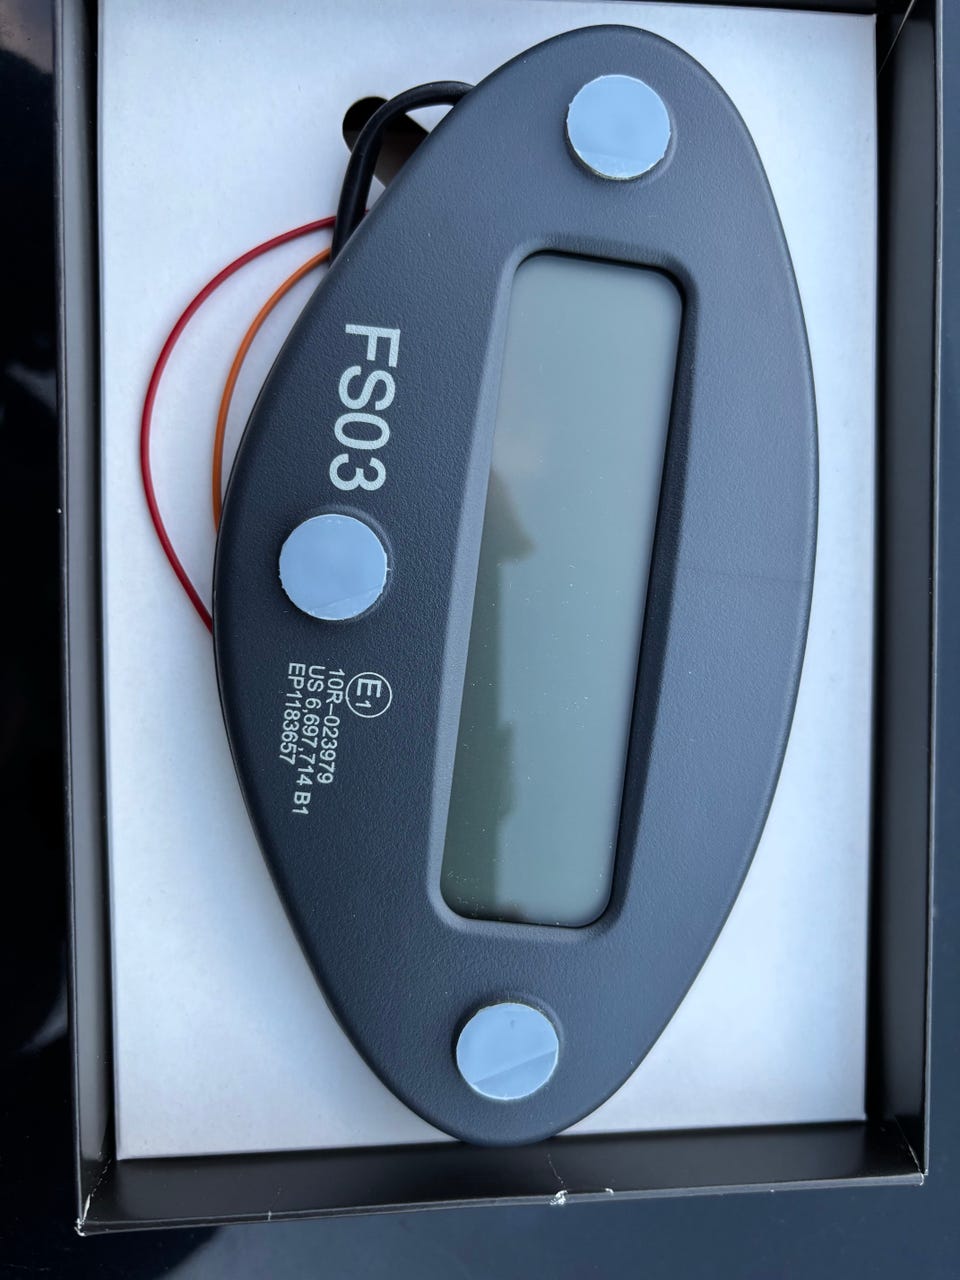 FS03
E1
10R-023979
US 6,697,714 B1
EP1183657